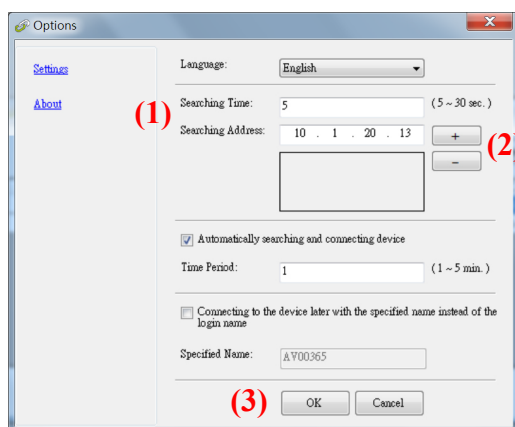 Options
Settings
About
Language: English
(1)
Searching Time: 5 (5 ~ 30 sec. )
Searching Address: 10 . 1 . 20 . 13 +
(2
−
Automatically searching and connecting device
Time Period: 1 (1 ~ 5 min. )
Connecting to the device later with the specified name instead of the
login name
Specified Name: AV00365
(3) OK Cancel